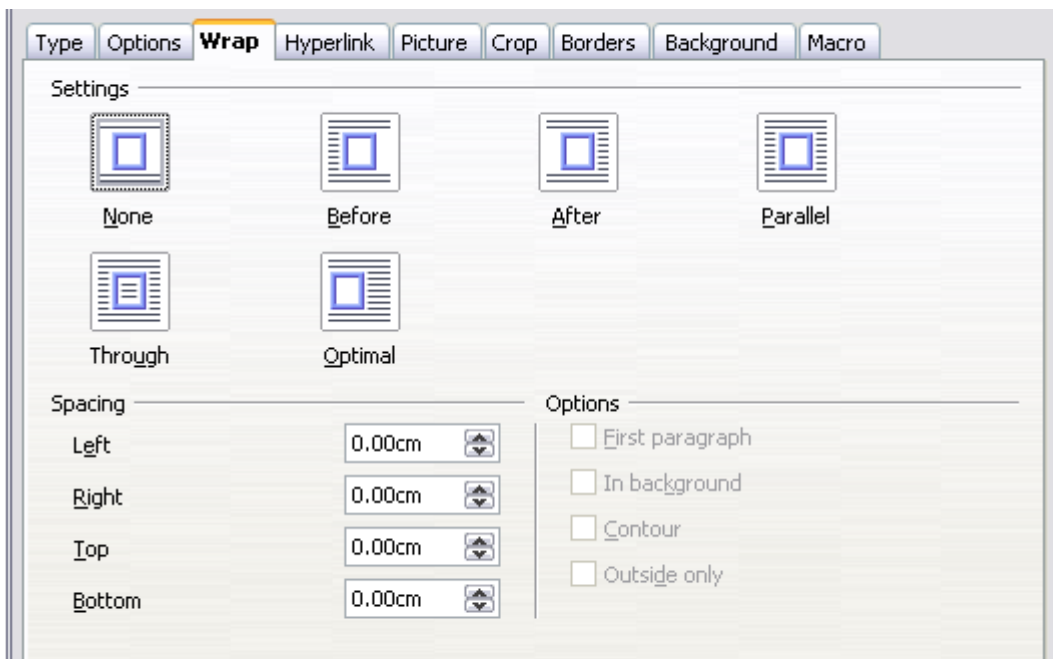 Type Options Wrap Hyperlink Picture Crop Borders Background Macro
Settings
None Before After Parallel
Through Optimal
Spacing
Left 0.00cm
Right 0.00cm
Top 0.00cm
Bottom 0.00cm
Options
First paragraph
In background
Contour
Outside only